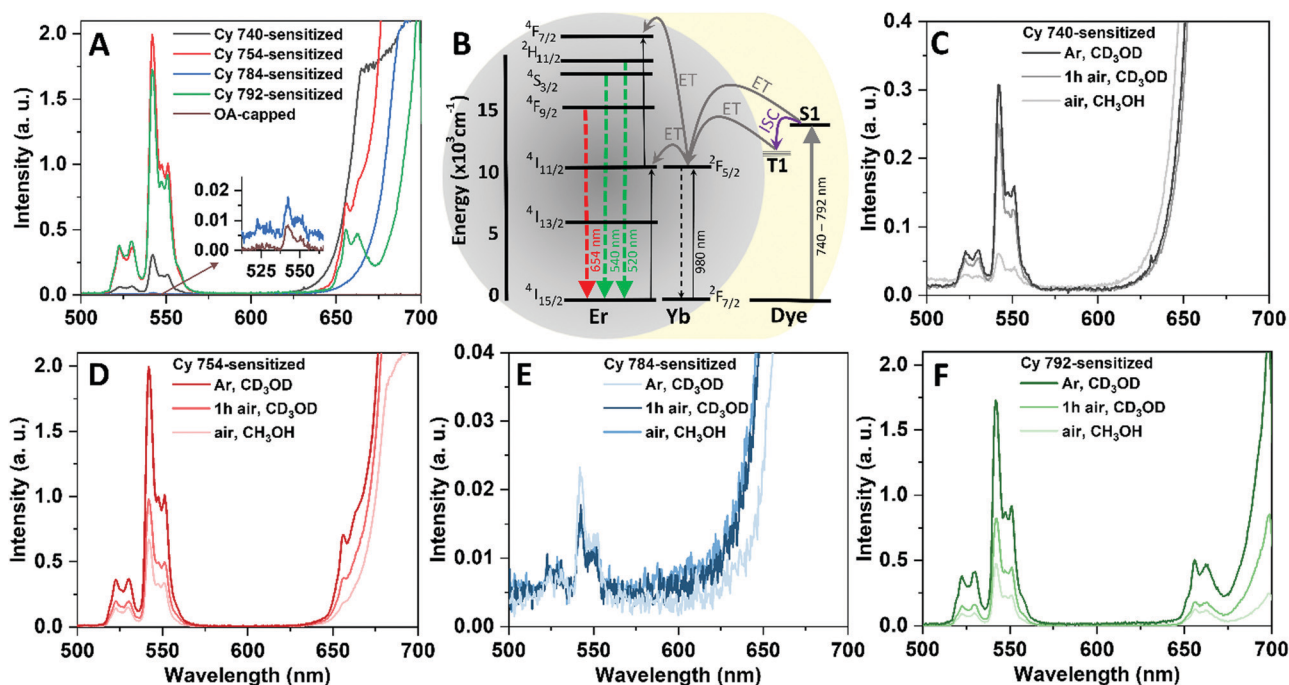 A
Cy 740-sensitized
Cy 754-sensitized
Cy 784-sensitized
Cy 792-sensitized
OA-capped
Intensity (a. u.)
2.0
1.5
1.0
0.5
0.0
0.02
0.01
0.00
525 550
500 550 600 650 700
B
Energy (x10³cm⁻¹)
15
10
5
0
⁴F₇/₂
²H₁₁/₂
⁴S₃/₂
⁴F₉/₂
⁴I₁₁/₂
⁴I₁₃/₂
⁴I₁₅/₂
654 nm
540 nm
520 nm
ET
ET
ET
ET
ISC
S1
T1
²F₅/₂
²F₇/₂
980 nm
740 – 792 nm
Er Yb Dye
C
Cy 740-sensitized
Ar, CD₃OD
1h air, CD₃OD
air, CH₃OH
Intensity (a. u.)
0.4
0.3
0.2
0.1
0.0
500 550 600 650 700
D
Cy 754-sensitized
Ar, CD₃OD
1h air, CD₃OD
air, CH₃OH
Intensity (a. u.)
2.0
1.5
1.0
0.5
0.0
500 550 600 650 700
Wavelength (nm)
E
Cy 784-sensitized
Ar, CD₃OD
1h air, CD₃OD
air, CH₃OH
Intensity (a. u.)
0.04
0.03
0.02
0.01
0.00
500 550 600 650 700
Wavelength (nm)
F
Cy 792-sensitized
Ar, CD₃OD
1h air, CD₃OD
air, CH₃OH
Intensity (a. u.)
2.0
1.5
1.0
0.5
0.0
500 550 600 650 700
Wavelength (nm)